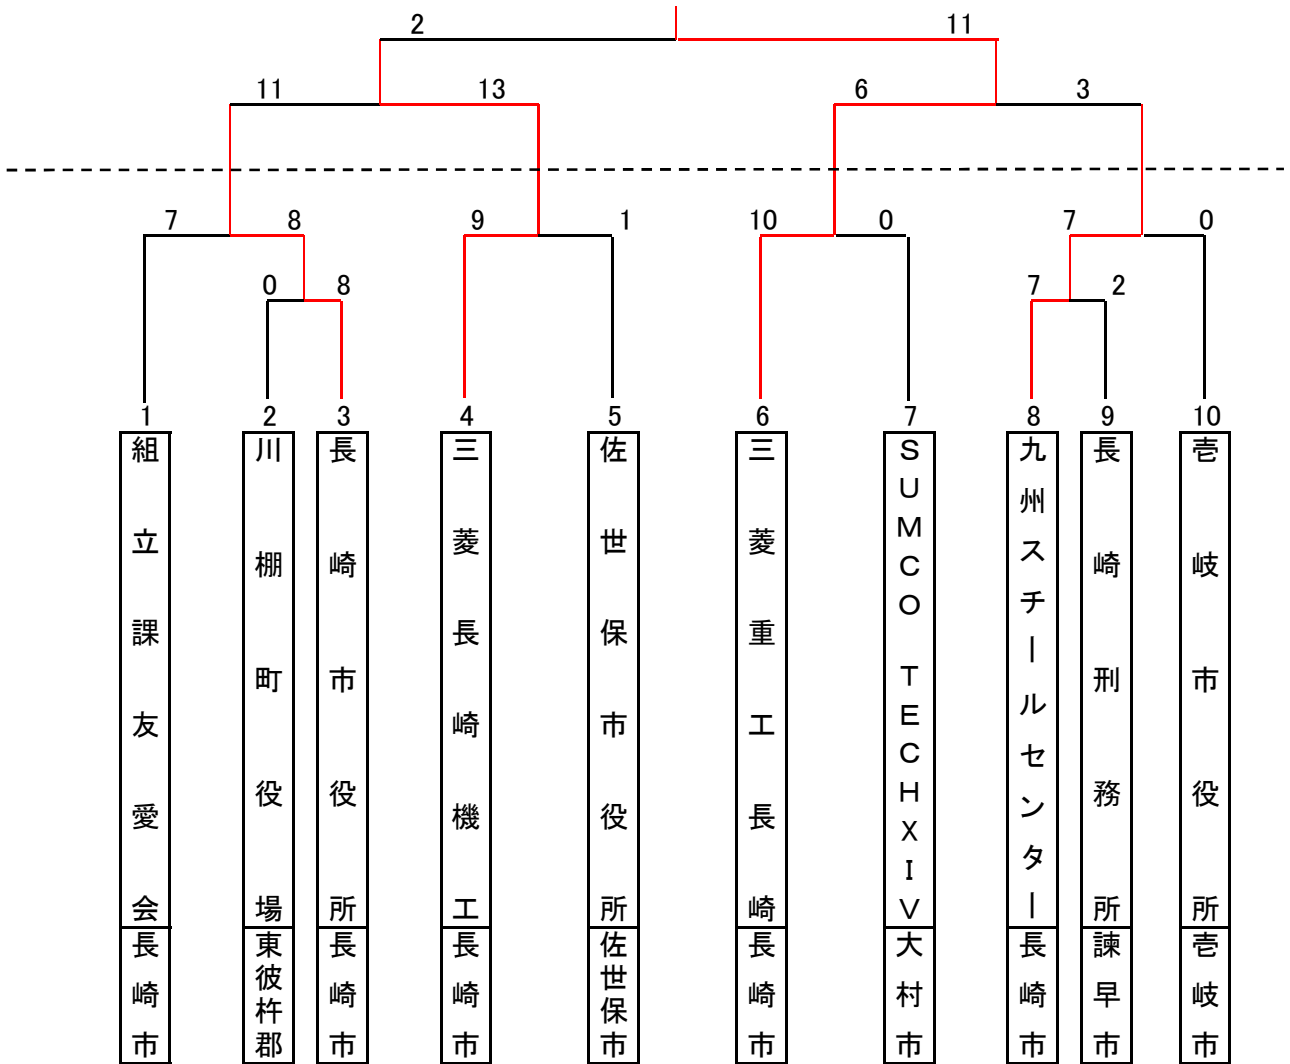 2 11
11 13 6 3
7 8 9 1 10 0 7 0
0 8 7 2
1 2 3 4 5 6 7 8 9 10
組立課友愛会
長崎市
川棚町役場
東彼杵郡
長崎市役所
長崎市
三菱長崎機工
長崎市
佐世保市役所
佐世保市
三菱重工長崎
長崎市
SUMCO TECHXIV
大村市
九州スチールセンター
長崎市
長崎刑務所
諫早市
壱岐市役所
壱岐市